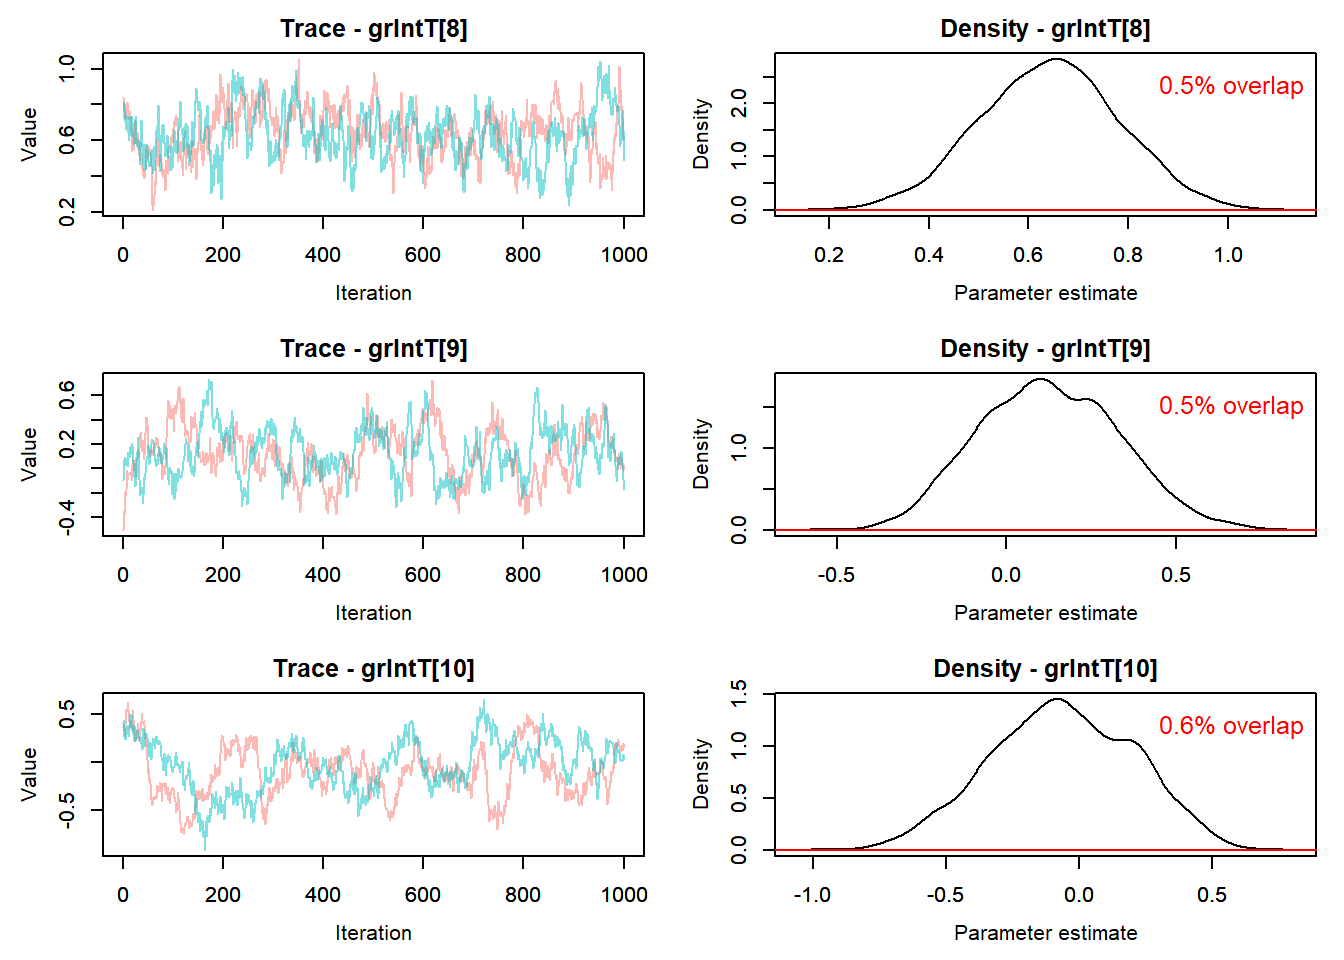 Trace - grIntT[8]
Value
0.2 0.6 1.0
0 200 400 600 800 1000
Iteration
Density - grIntT[8]
0.5% overlap
Density
0.0 1.0 2.0
0.2 0.4 0.6 0.8 1.0
Parameter estimate
Trace - grIntT[9]
Value
-0.4 0.2 0.6
0 200 400 600 800 1000
Iteration
Density - grIntT[9]
0.5% overlap
Density
0.0 1.0
-0.5 0.0 0.5
Parameter estimate
Trace - grIntT[10]
Value
-0.5 0.5
0 200 400 600 800 1000
Iteration
Density - grIntT[10]
0.6% overlap
Density
0.0 0.5 1.0 1.5
-1.0 -0.5 0.0 0.5
Parameter estimate